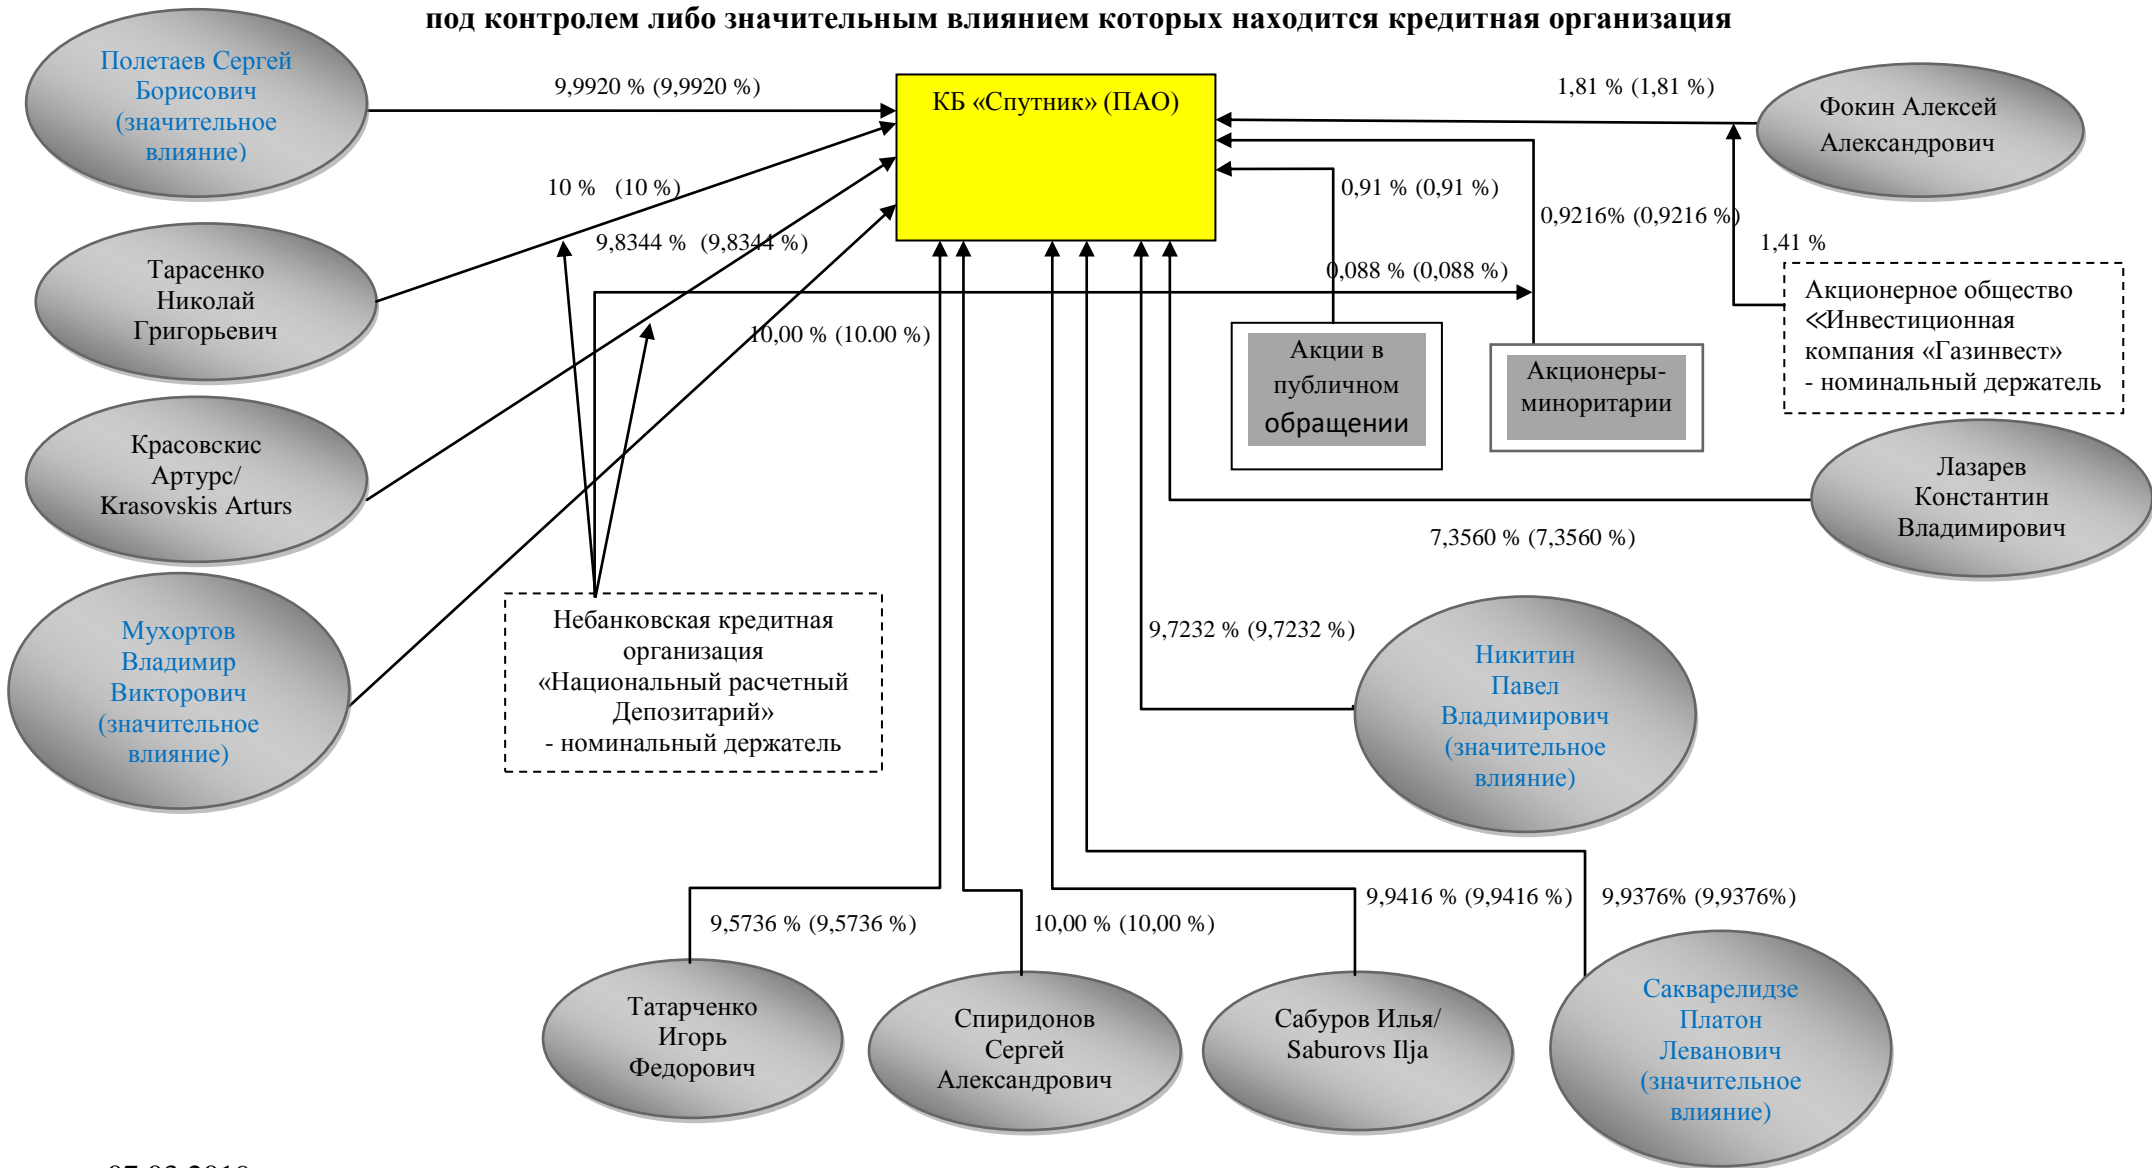 под контролем либо значительным влиянием которых находится кредитная организация
Полетаев Сергей
Борисович
(значительное
влияние)
9,9920 % (9,9920 %)
КБ «Спутник» (ПАО)
1,81 % (1,81 %)
Фокин Алексей
Александрович
10 % (10 %)
0,91 % (0,91 %)
0,9216% (0,9216 %)
9,8344 % (9,8344 %)
1,41 %
Тарасенко
Николай
Григорьевич
0,088 % (0,088 %)
Акционерное общество
≪Инвестиционная
компания «Газинвест»
- номинальный держатель
10,00 % (10.00 %)
Акции в
публичном
обращении
Акционеры-
миноритарии
Красовскис
Артурс/
Krasovskis Arturs
Лазарев
Константин
Владимирович
7,3560 % (7,3560 %)
Мухортов
Владимир
Викторович
(значительное
влияние)
Небанковская кредитная
организация
«Национальный расчетный
Депозитарий»
- номинальный держатель
9,7232 % (9,7232 %)
Никитин
Павел
Владимирович
(значительное
влияние)
9,5736 % (9,5736 %)
10,00 % (10,00 %)
9,9416 % (9,9416 %)
9,9376% (9,9376%)
Татарченко
Игорь
Федорович
Спиридонов
Сергей
Александрович
Сабуров Илья/
Saburovs Ilja
Сакварелидзе
Платон
Леванович
(значительное
влияние)